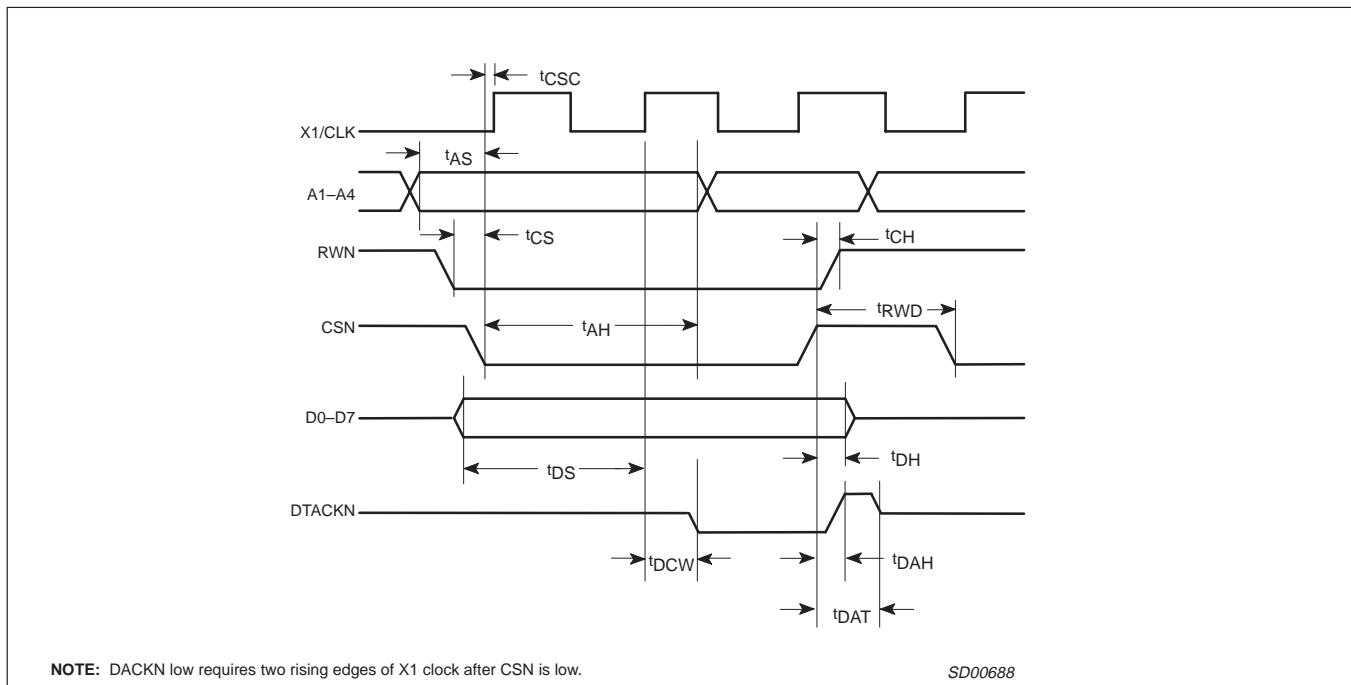 tCSC
X1/CLK
tAS
A1–A4
tCS
tCH
RWN
tRWD
CSN
tAH
D0–D7
tDH
tDS
DTACKN
tDCW
tDAH
tDAT
NOTE: DACKN low requires two rising edges of X1 clock after CSN is low.
SD00688